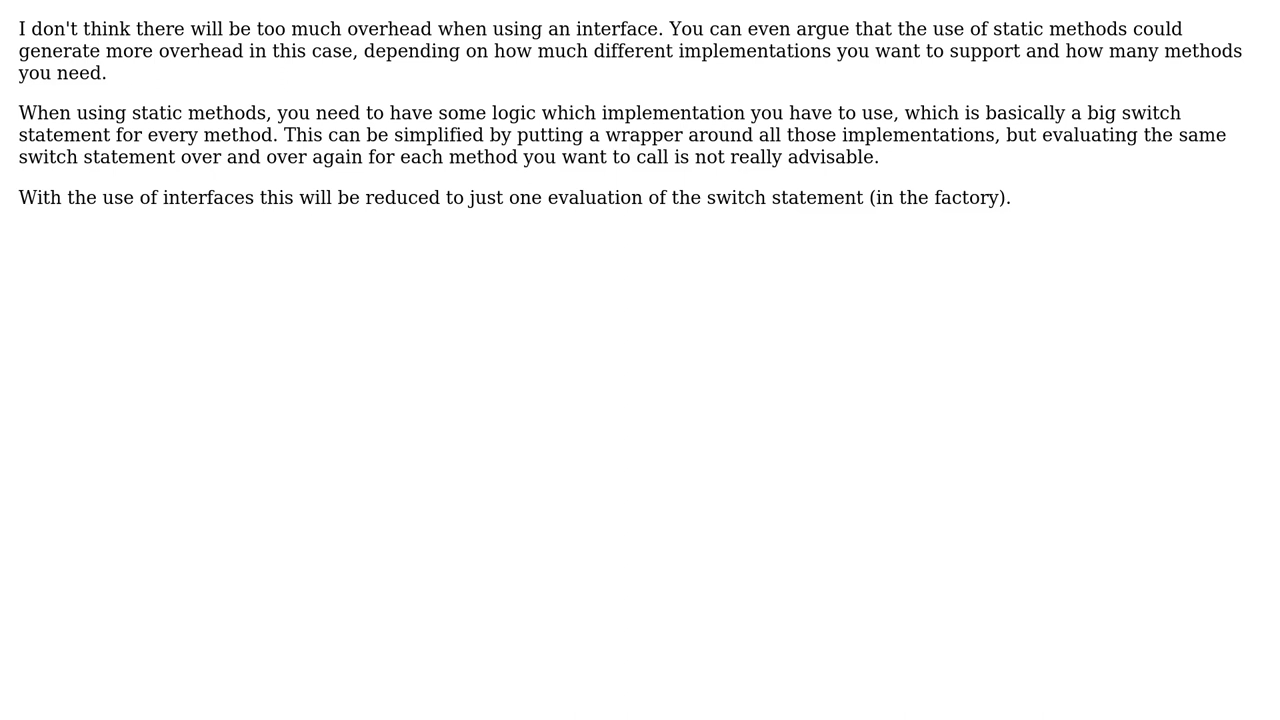 I don't think there will be too much overhead when using an interface. You can even argue that the use of static methods could
generate more overhead in this case, depending on how much different implementations you want to support and how many methods
you need.
When using static methods, you need to have some logic which implementation you have to use, which is basically a big switch
statement for every method. This can be simplified by putting a wrapper around all those implementations, but evaluating the same
switch statement over and over again for each method you want to call is not really advisable.
With the use of interfaces this will be reduced to just one evaluation of the switch statement (in the factory).